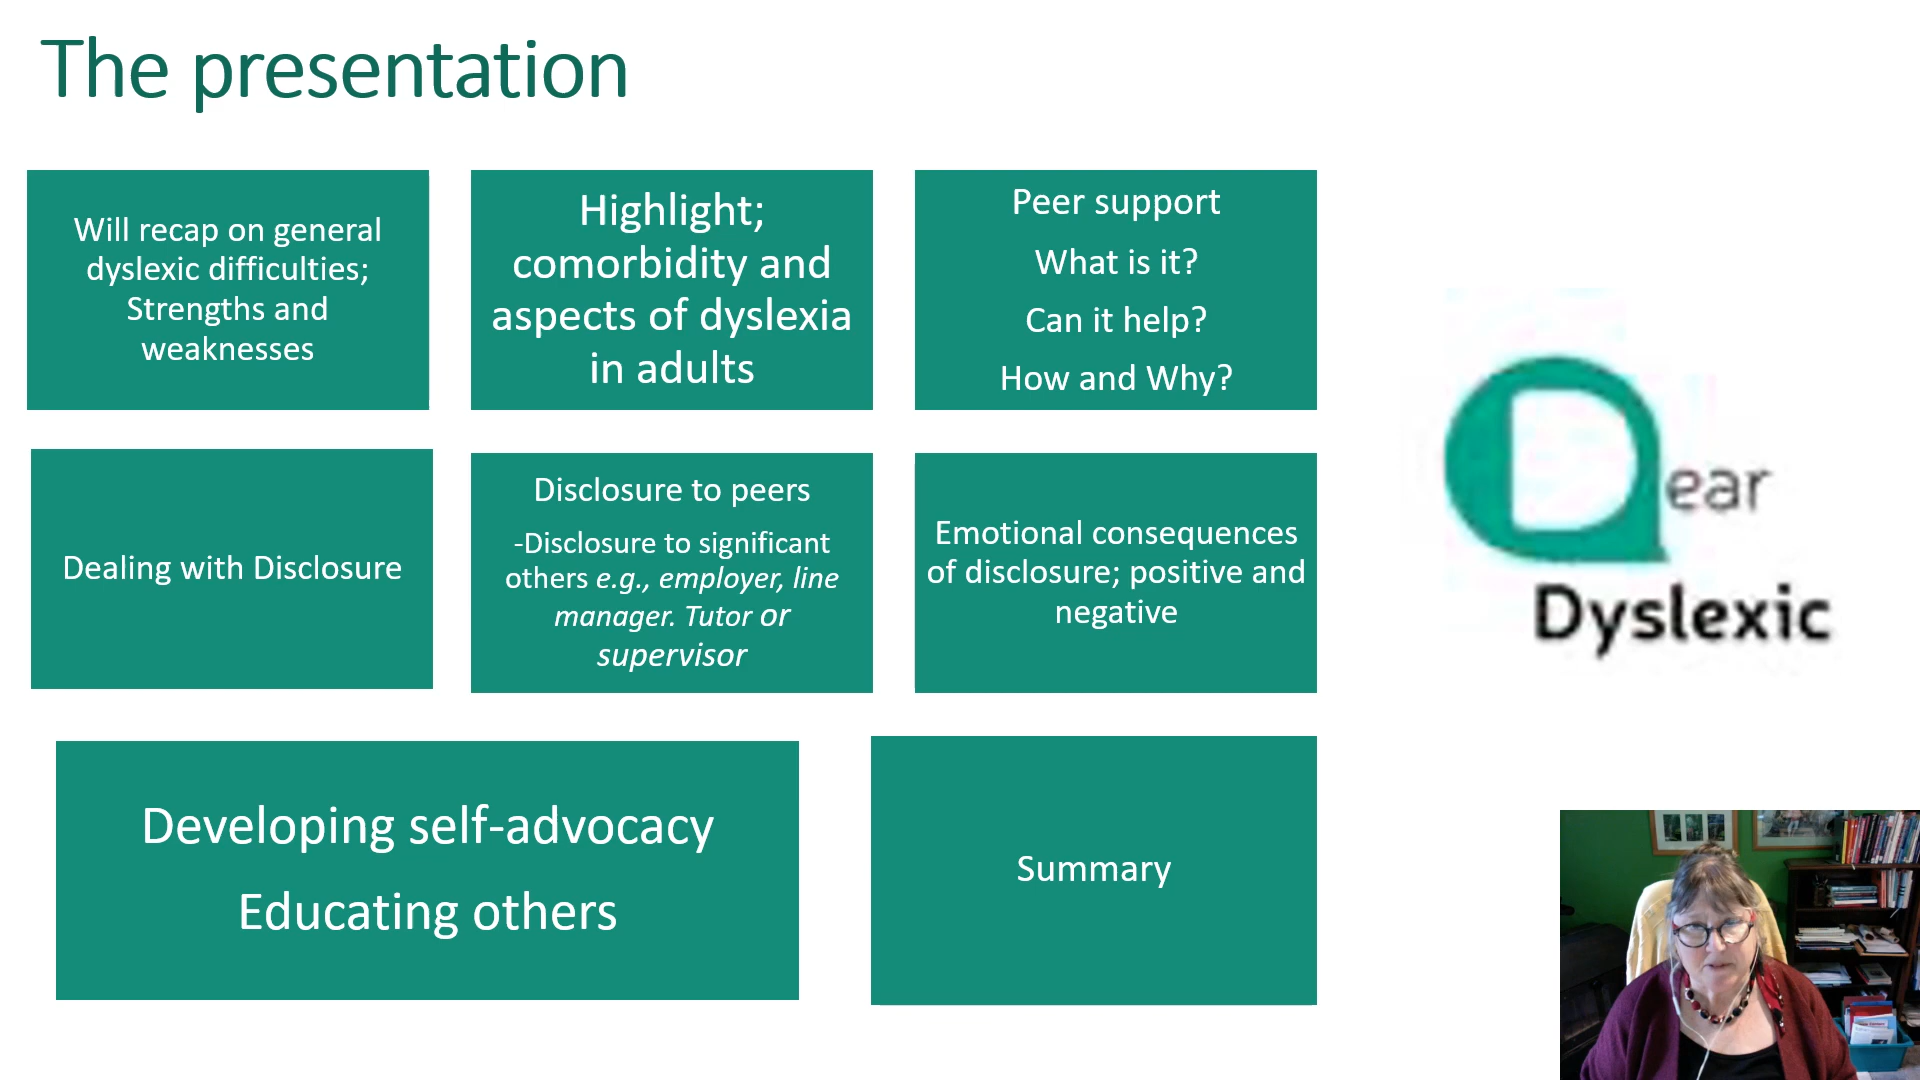 The presentation
Will recap on general
dyslexic difficulties;
Strengths and
weaknesses
Highlight;
comorbidity and
aspects of dyslexia
in adults
Peer support
What is it?
Can it help?
How and Why?
Dealing with Disclosure
Disclosure to peers
-Disclosure to significant
others e.g., employer, line
manager. Tutor or
supervisor
Emotional consequences
of disclosure; positive and
negative
Developing self-advocacy
Educating others
Summary
Dear
Dyslexic